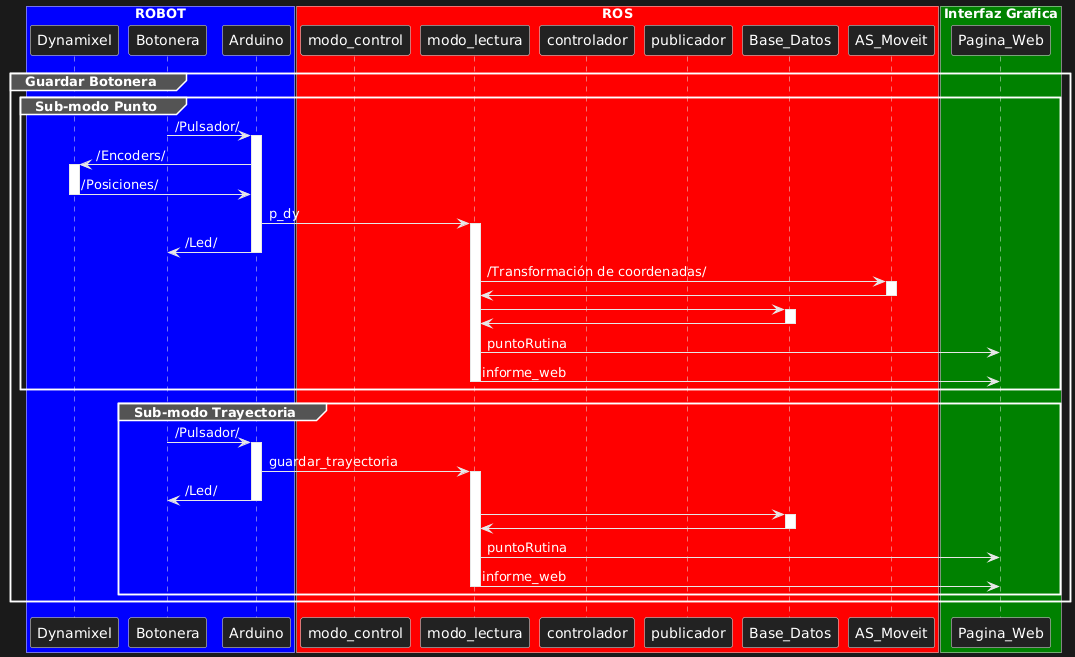 ROBOT
ROS
Interfaz Grafica
Dynamixel
Botonera
Arduino
modo_control
modo_lectura
controlador
publicador
Base_Datos
AS_Moveit
Pagina_Web
Guardar Botonera
Sub-modo Punto
/Pulsador/
/Encoders/
/Posiciones/
p_dy
/Led/
/Transformación de coordenadas/
puntoRutina
informe_web
Sub-modo Trayectoria
/Pulsador/
guardar_trayectoria
/Led/
puntoRutina
informe_web
Dynamixel
Botonera
Arduino
modo_control
modo_lectura
controlador
publicador
Base_Datos
AS_Moveit
Pagina_Web